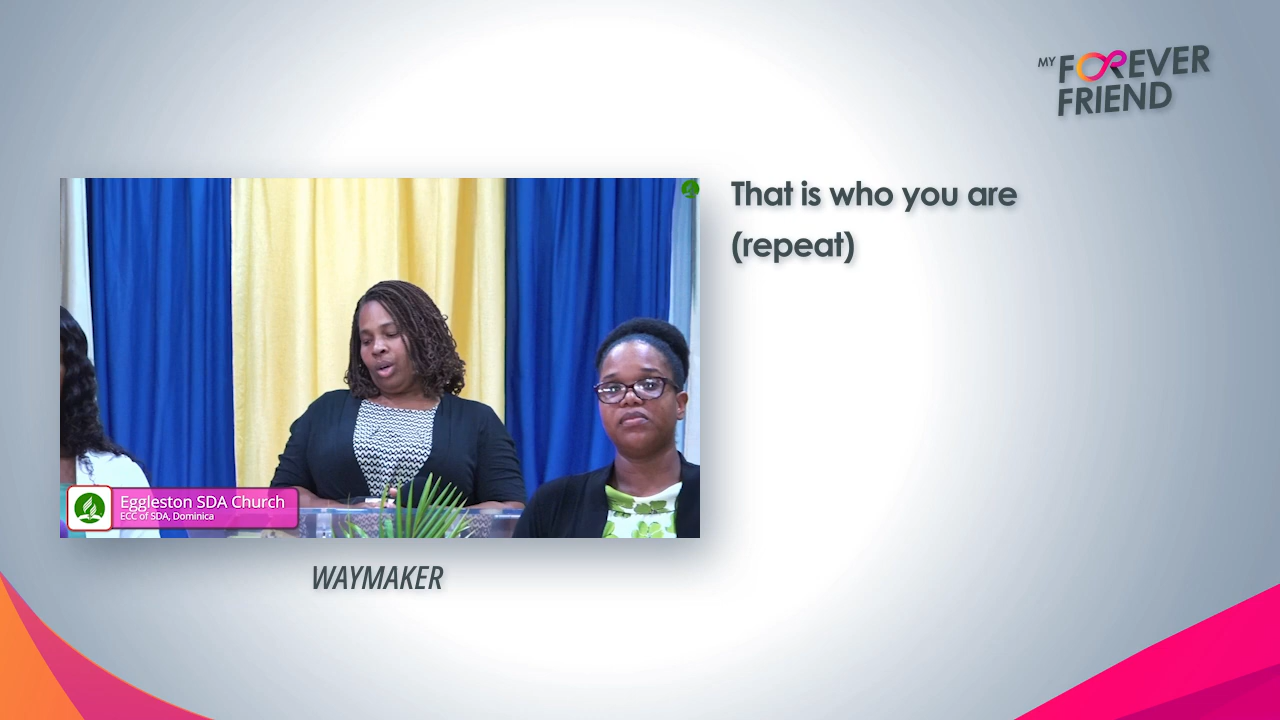 MY FOREVER
FRIEND
That is who you are
(repeat)
Eggleston SDA Church
ECC of SDA, Dominica
WAYMAKER